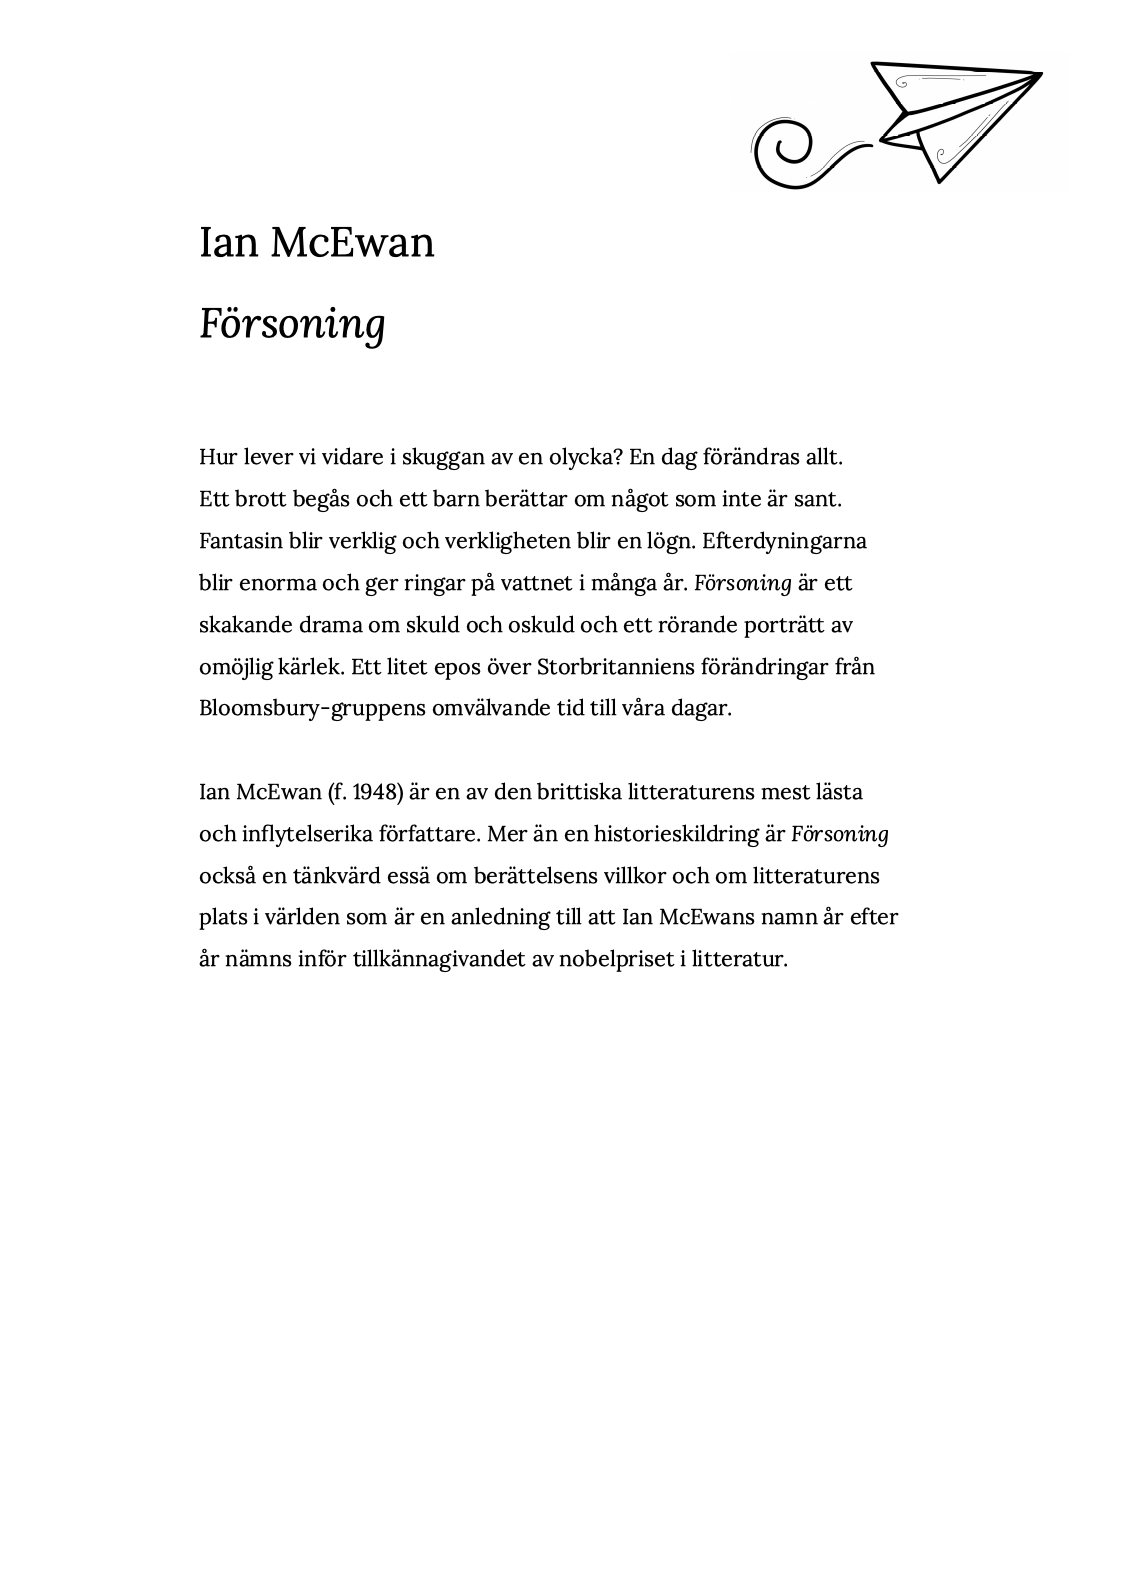 Ian McEwan
Försoning
Hur lever vi vidare i skuggan av en olycka? En dag förändras allt.
Ett brott begås och ett barn berättar om något som inte är sant.
Fantasin blir verklig och verkligheten blir en lögn. Efterdyningarna
blir enorma och ger ringar på vattnet i många år. Försoning är ett
skakande drama om skuld och oskuld och ett rörande porträtt av
omöjlig kärlek. Ett litet epos över Storbritanniens förändringar från
Bloomsbury-gruppens omvälvande tid till våra dagar.
Ian McEwan (f. 1948) är en av den brittiska litteraturens mest lästa
och inflytelserika författare. Mer än en historieskildring är Försoning
också en tänkvärd essä om berättelsens villkor och om litteraturens
plats i världen som är en anledning till att Ian McEwans namn år efter
år nämns inför tillkännagivandet av nobelpriset i litteratur.